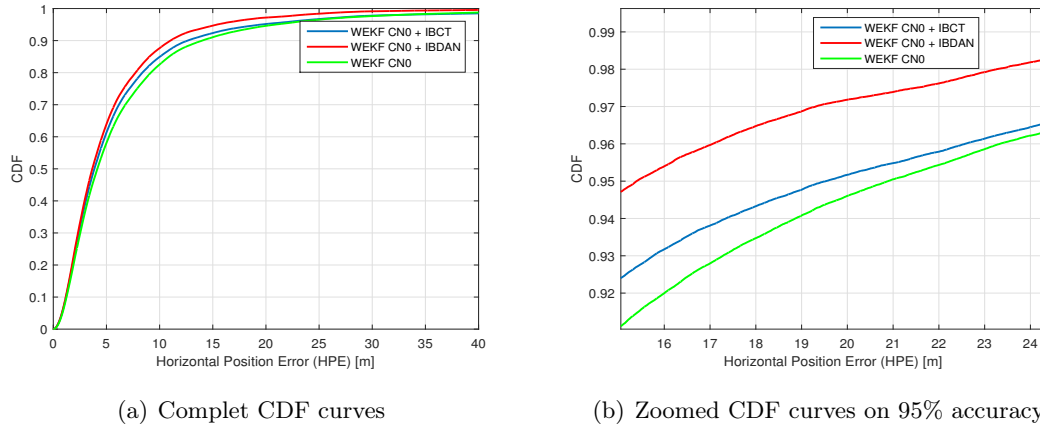 1
0.9
0.8
0.7
0.6
0.5
0.4
0.3
0.2
0.1
0
CDF
WEKF CN0 + IBCT
WEKF CN0 + IBDAN
WEKF CN0
0 5 10 15 20 25 30 35 40
Horizontal Position Error (HPE) [m]
(a) Complet CDF curves
0.99
0.98
0.97
0.96
0.95
0.94
0.93
0.92
CDF
WEKF CN0 + IBCT
WEKF CN0 + IBDAN
WEKF CN0
16 17 18 19 20 21 22 23 24
Horizontal Position Error (HPE) [m]
(b) Zoomed CDF curves on 95% accuracy